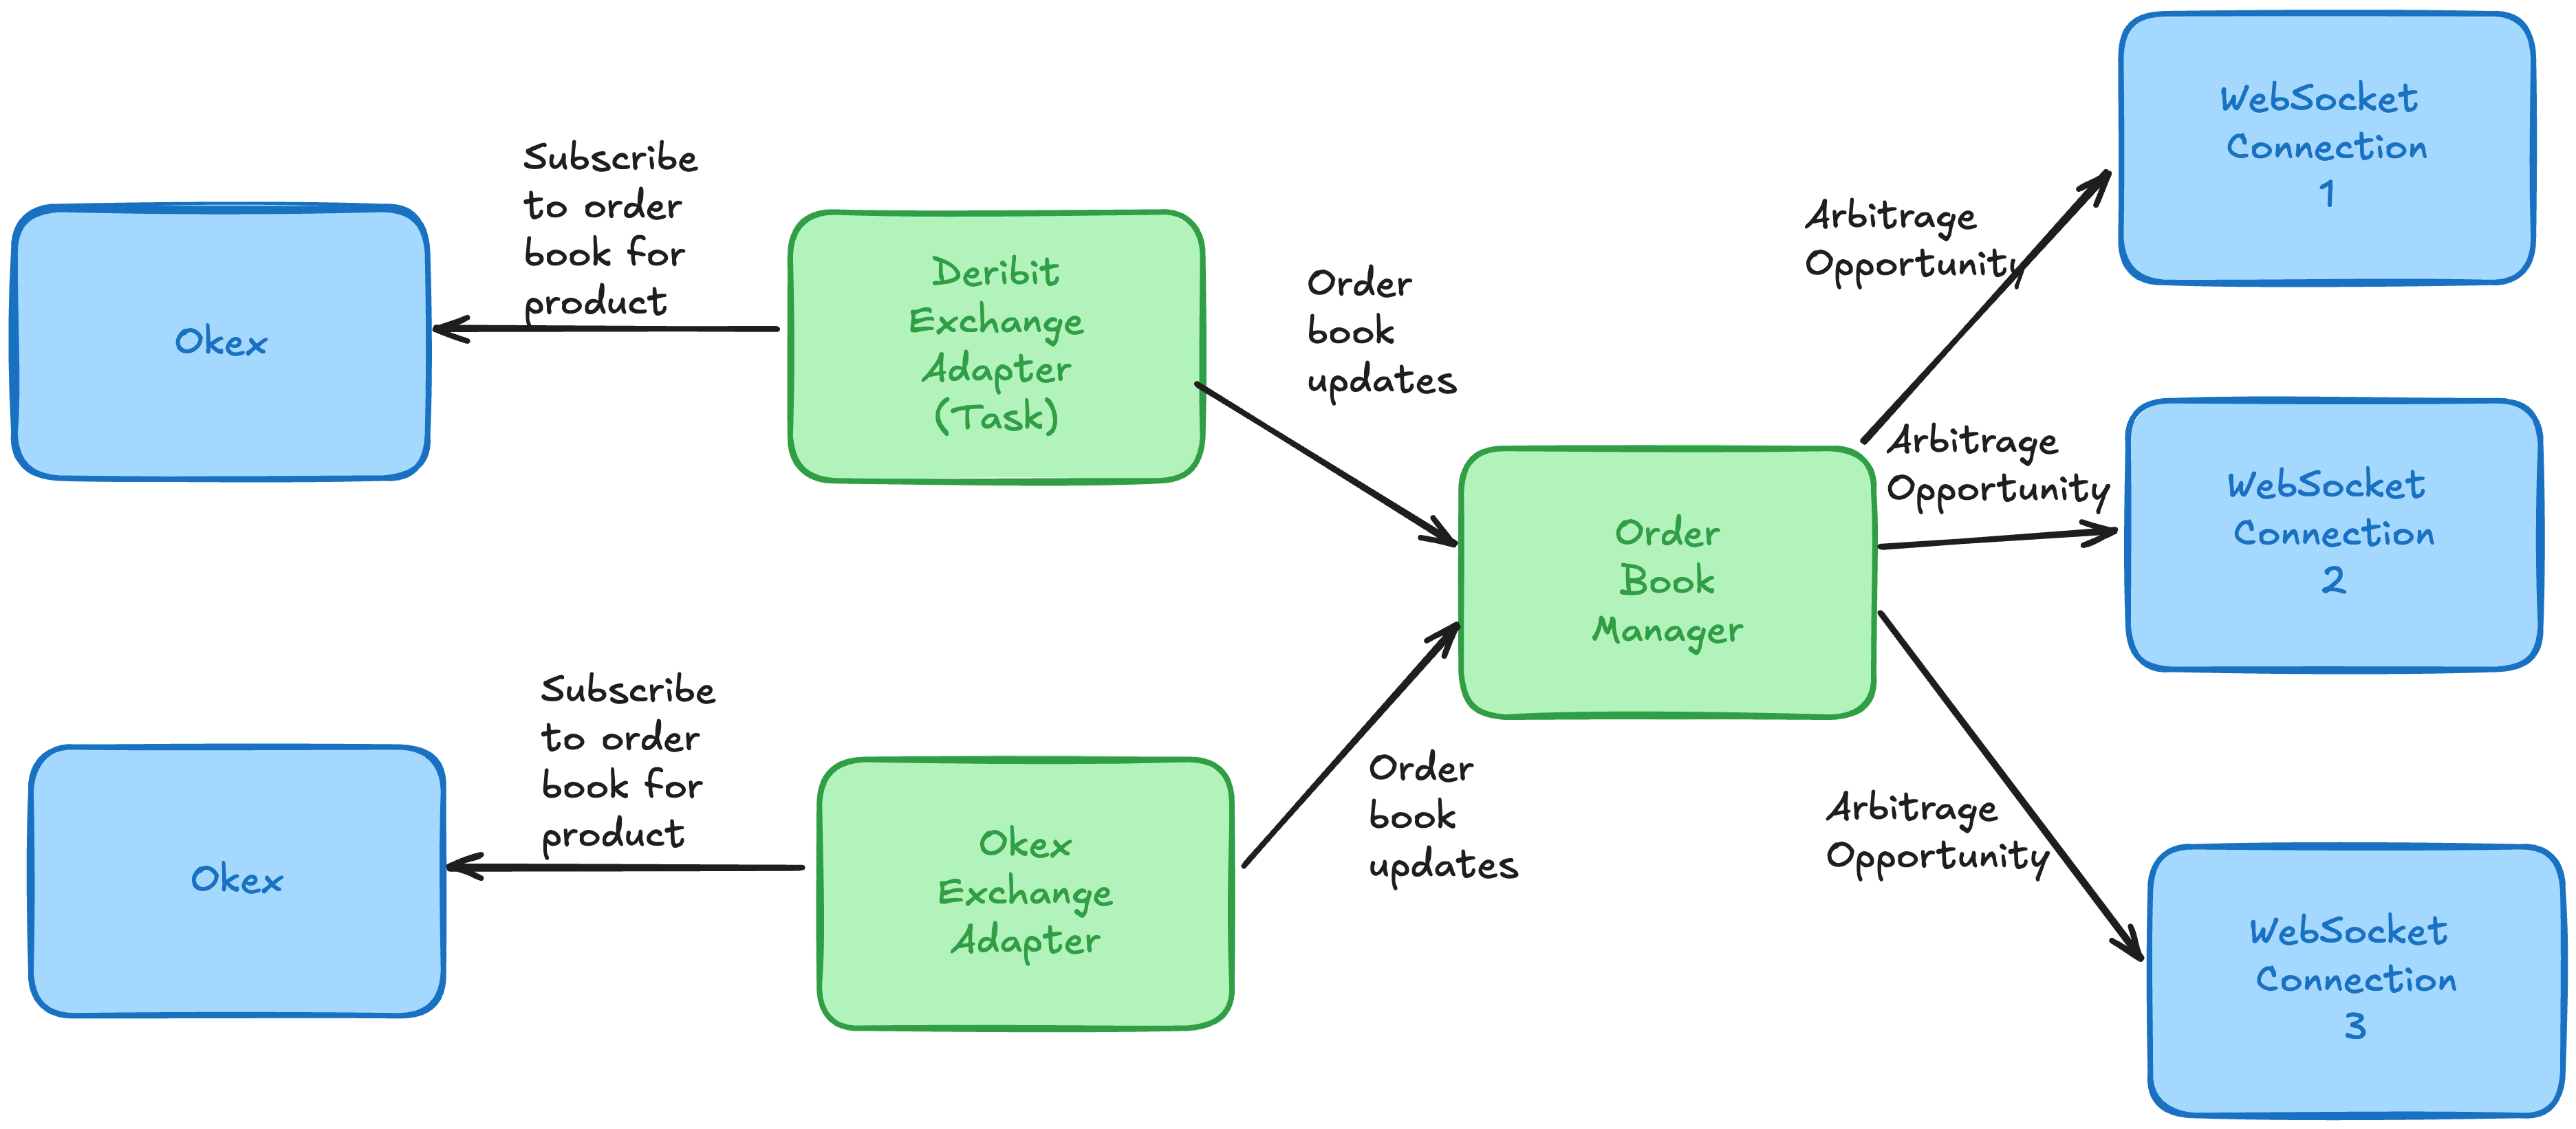 Okex
Subscribe
to order
book for
product
Deribit
Exchange
Adapter
(Task)
Order
book
updates
Okex
Subscribe
to order
book for
product
Okex
Exchange
Adapter
Order
book
updates
Order
Book
Manager
Arbitrage
Opportunity
WebSocket
Connection
1
Arbitrage
Opportunity
WebSocket
Connection
2
Arbitrage
Opportunity
WebSocket
Connection
3